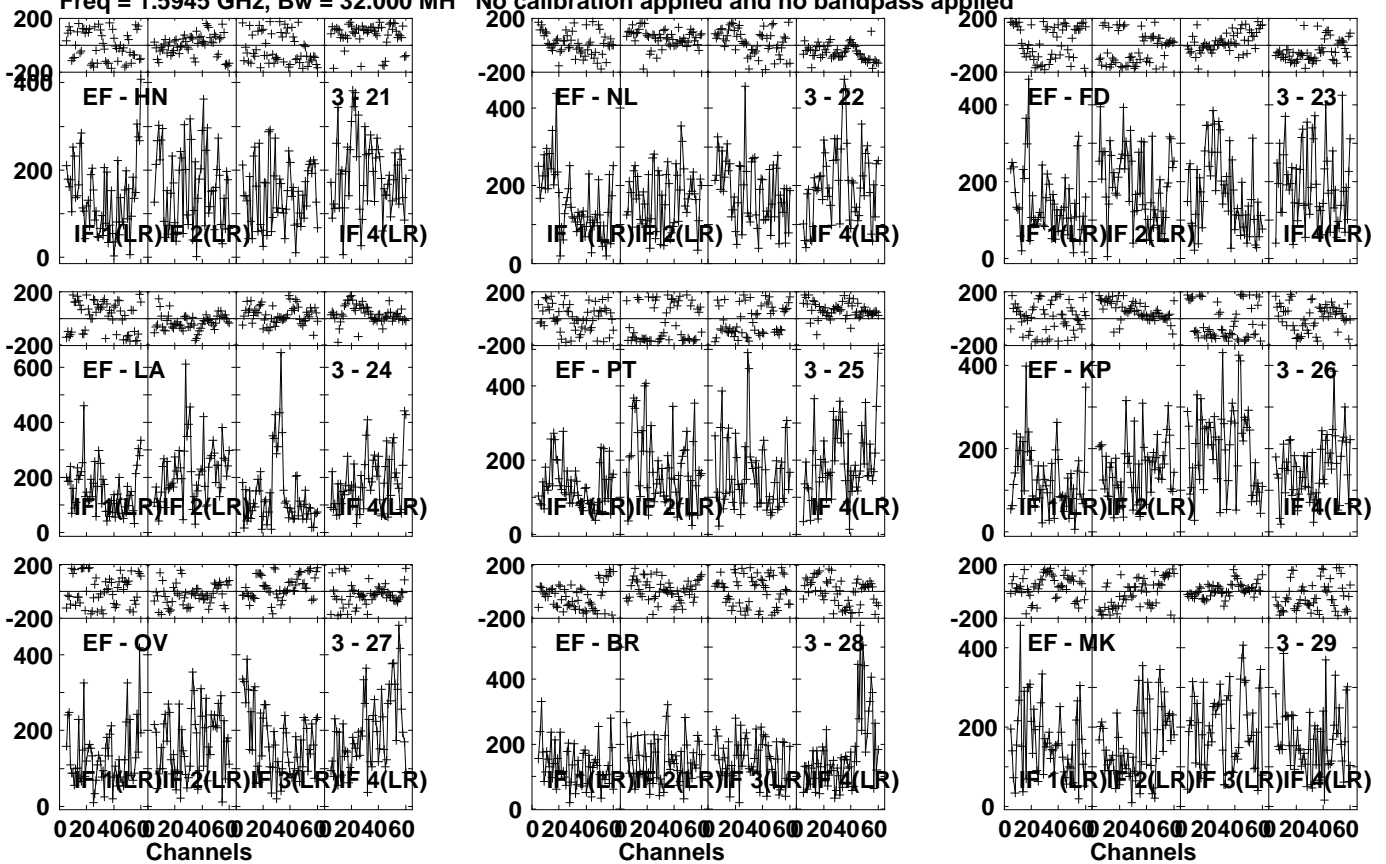 Freq = 1.5945 GHz, Bw = 32.000 MH No calibration applied and no bandpass applied
200 200 200
-200 -200 -200
400
EF - HN 3 - 21 EF - NL 3 - 22 EF - FD 3 - 23
400 400
200 200 200
IF 1(LR) IF 2(LR) IF 4(LR) IF 1(LR) IF 2(LR) IF 4(LR) IF 1(LR) IF 2(LR) IF 4(LR)
0 0 0
200 200 200
-200 -200 -200
600 400
EF - LA 3 - 24 EF - PT 3 - 25 EF - KP 3 - 26
400 400
200 200 200
IF 1(LR) IF 2(LR) IF 4(LR) IF 1(LR) IF 2(LR) IF 4(LR) IF 1(LR) IF 2(LR) IF 4(LR)
0 0 0
200 200 200
-200 -200 -200
EF - OV 3 - 27 EF - BR 3 - 28 EF - MK 3 - 29
400 400 400
200 200 200
IF 1(LR) IF 2(LR) IF 3(LR) IF 4(LR) IF 1(LR) IF 2(LR) IF 3(LR) IF 4(LR) IF 1(LR) IF 2(LR) IF 3(LR) IF 4(LR)
0 0 0
0 20 40 60 0 20 40 60 0 20 40 60 0 20 40 60 0 20 40 60 0 20 40 60 0 20 40 60 0 20 40 60 0 20 40 60 0 20 40 60 0 20 40 60 0 20 40 60
Channels Channels Channels